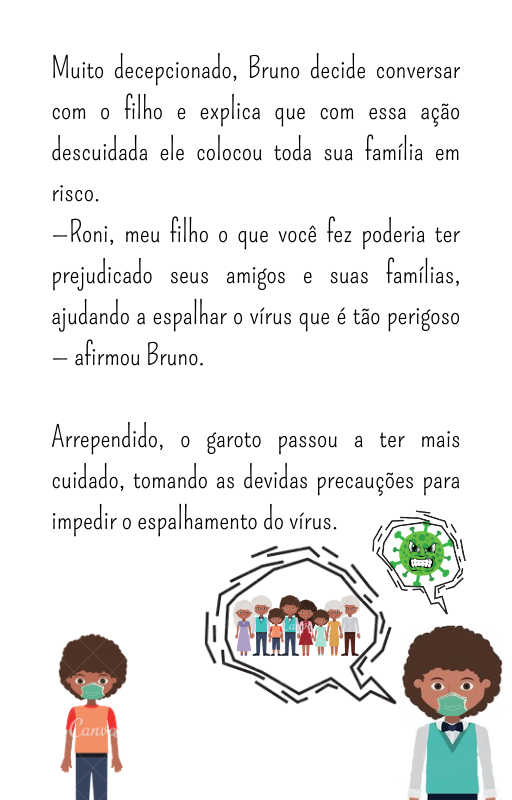 Muito decepcionado, Bruno decide conversar
com o filho e explica que com essa ação
descuidada ele colocou toda sua família em
risco.
—Roni, meu filho o que você fez poderia ter
prejudicado seus amigos e suas famílias,
ajudando a espalhar o vírus que é tão perigoso
— afirmou Bruno.
Arrependido, o garoto passou a ter mais
cuidado, tomando as devidas precauções para
impedir o espalhamento do vírus.
Canva
Canva